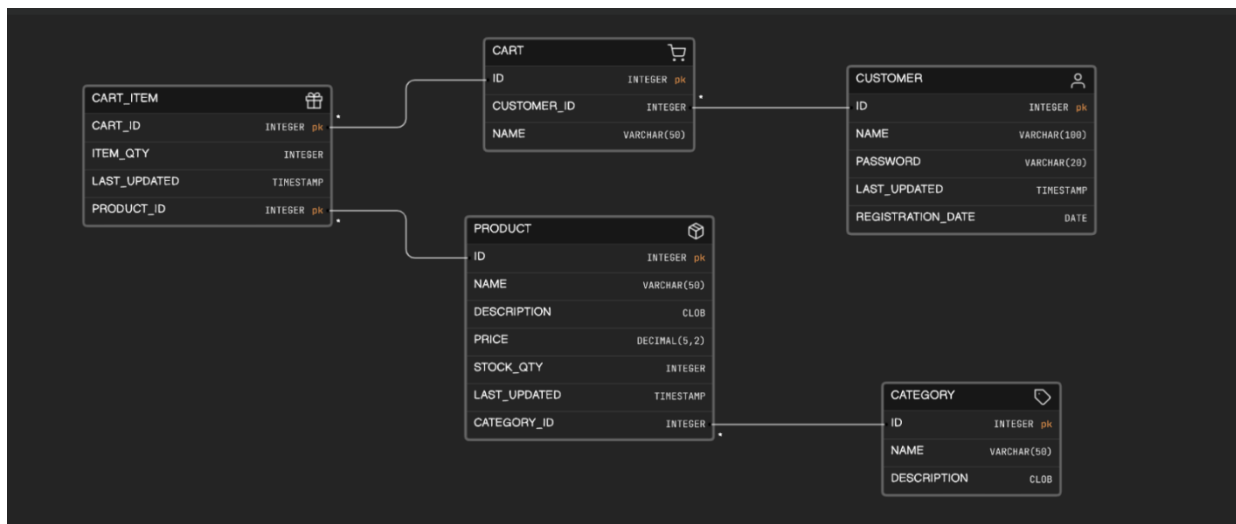 CART
ID INTEGER pk
CUSTOMER_ID INTEGER
NAME VARCHAR(50)
CUSTOMER
ID INTEGER pk
NAME VARCHAR(100)
PASSWORD VARCHAR(20)
LAST_UPDATED TIMESTAMP
REGISTRATION_DATE DATE
CART_ITEM
CART_ID INTEGER pk
ITEM_QTY INTEGER
LAST_UPDATED TIMESTAMP
PRODUCT_ID INTEGER pk
PRODUCT
ID INTEGER pk
NAME VARCHAR(50)
DESCRIPTION CLOB
PRICE DECIMAL(5,2)
STOCK_QTY INTEGER
LAST_UPDATED TIMESTAMP
CATEGORY_ID INTEGER
CATEGORY
ID INTEGER pk
NAME VARCHAR(50)
DESCRIPTION CLOB